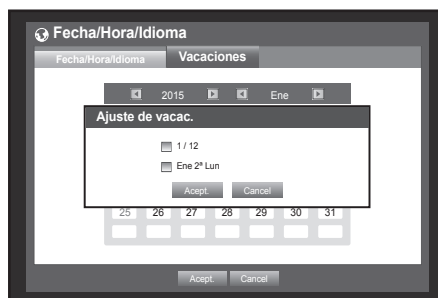 Fecha/Hora/Idioma
Fecha/Hora/Idioma Vacaciones
2015 Ene
Ajuste de vacac.
1 / 12
Ene 2ª Lun
Acept. Cancel
25 26 27 28 29 30 31
Acept. Cancel